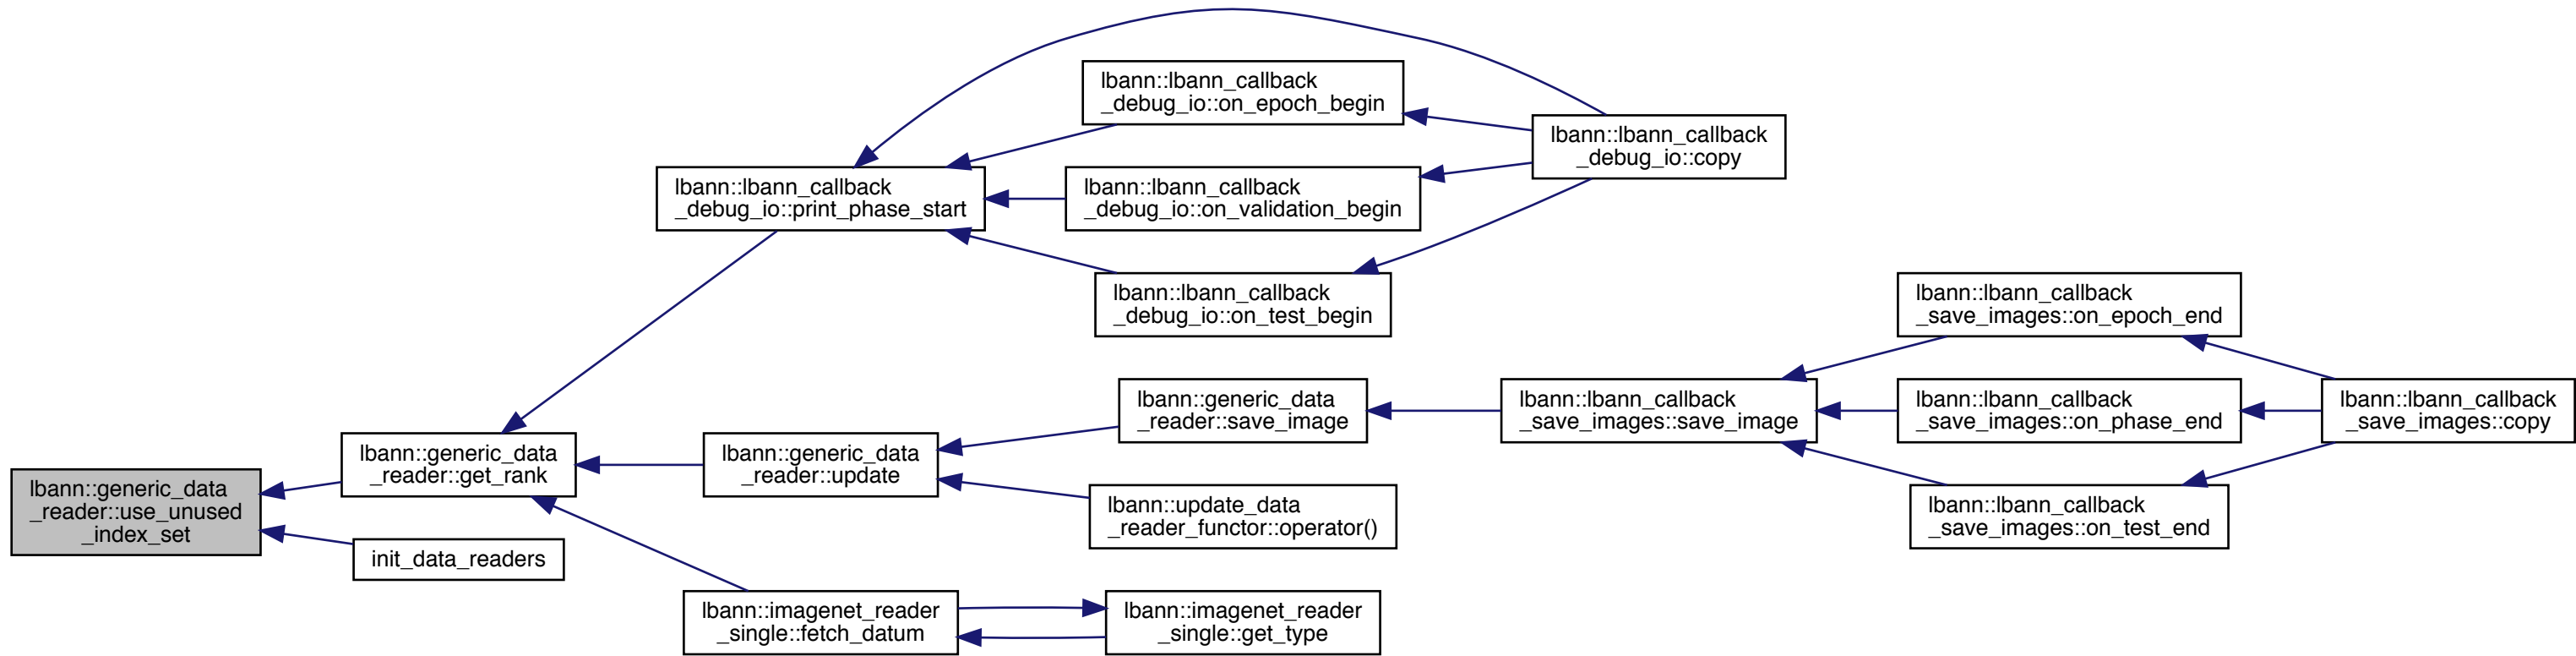 lbann::generic_data
_reader::use_unused
_index_set
lbann::generic_data
_reader::get_rank
init_data_readers
lbann::lbann_callback
_debug_io::print_phase_start
lbann::generic_data
_reader::update
lbann::imagenet_reader
_single::fetch_datum
lbann::lbann_callback
_debug_io::on_epoch_begin
lbann::lbann_callback
_debug_io::on_validation_begin
lbann::lbann_callback
_debug_io::on_test_begin
lbann::generic_data
_reader::save_image
lbann::update_data
_reader_functor::operator()
lbann::imagenet_reader
_single::get_type
lbann::lbann_callback
_debug_io::copy
lbann::lbann_callback
_save_images::save_image
lbann::lbann_callback
_save_images::on_epoch_end
lbann::lbann_callback
_save_images::on_phase_end
lbann::lbann_callback
_save_images::on_test_end
lbann::lbann_callback
_save_images::copy